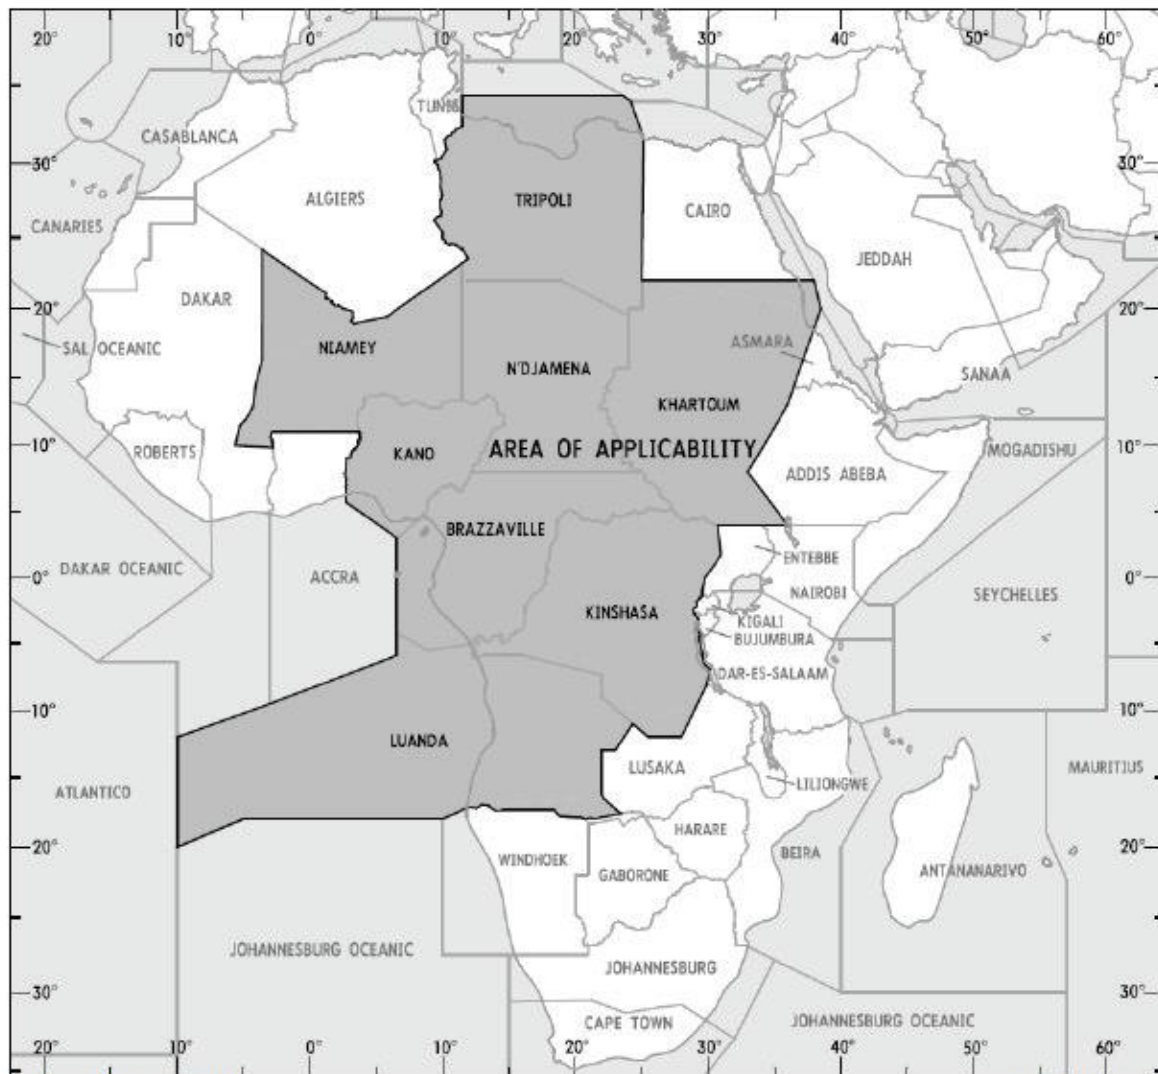 20° 10° 0° 10° 20° 30° 40° 50° 60°
TUNIS
CASABLANCA
30° 30°
ALGIERS
TRIPOLI
CAIRO
CANARIES
JEDDAH
DAKAR
20° 20°
SAL OCEANIC
NIAMEY
ASMARA
N'DJAMENA
SANAA
KHARTOUM
10° ROBERTS
KANO
AREA OF APPLICABILITY
MOGADISHU 10°
ADDIS ABEBA
BRAZZAVILLE
ENTEBBE
DAKAR OCEANIC
ACCRA
0° 0°
NAIROBI
SEYCHELLES
KINSHASA
KIGALI
BUJUMBURA
DAR-ES-SALAAM
10° 10°
LUANDA
LUSAKA
MAURITIUS
LILIONGWE
ATLANTICO
HARARE
20° 20°
WINDHOEK
BEIRA
GABORONE
ANTANANARIVO
JOHANNESBURG OCEANIC
JOHANNESBURG
30° 30°
CAPE TOWN
JOHANNESBURG OCEANIC
20° 10° 0° 10° 20° 30° 40° 50° 60°